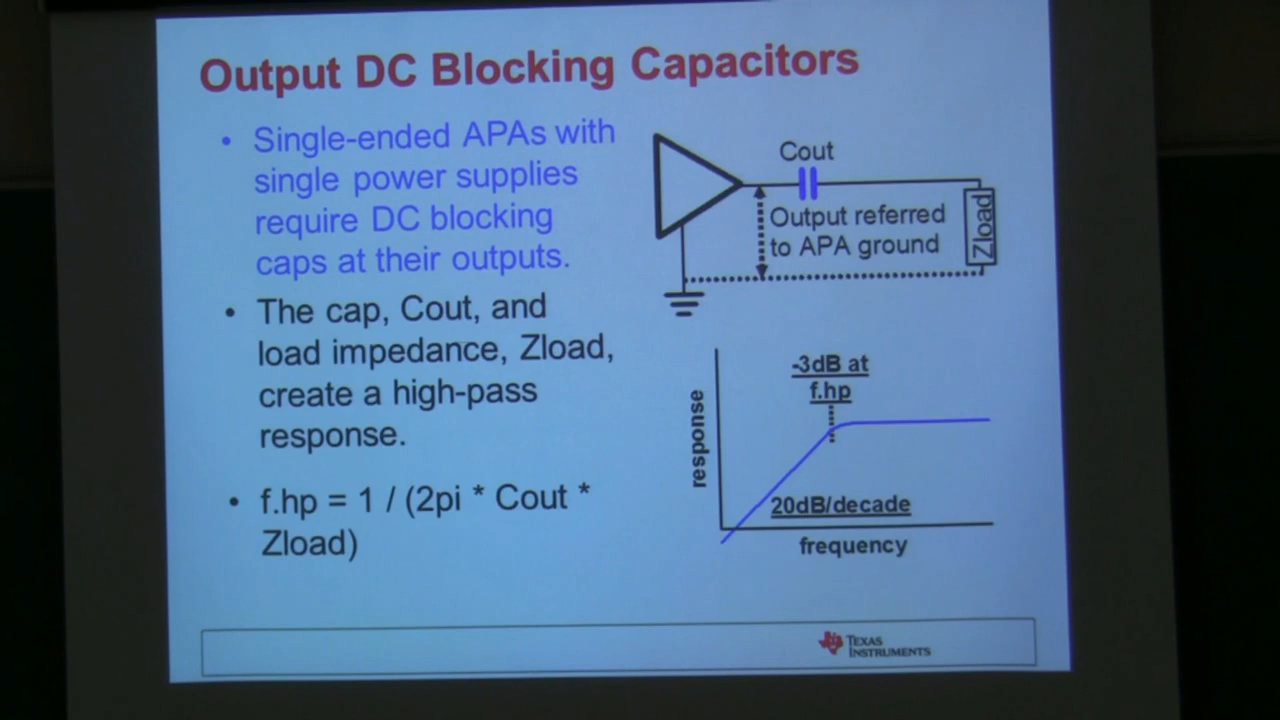 Output DC Blocking Capacitors
• Single-ended APAs with
single power supplies
require DC blocking
caps at their outputs.
• The cap, Cout, and
load impedance, Zload,
create a high-pass
response.
• f.hp = 1 / (2pi * Cout *
Zload)
Cout
Output referred
to APA ground
Zload
-3dB at
f.hp
response
20dB/decade
frequency
TEXAS
INSTRUMENTS